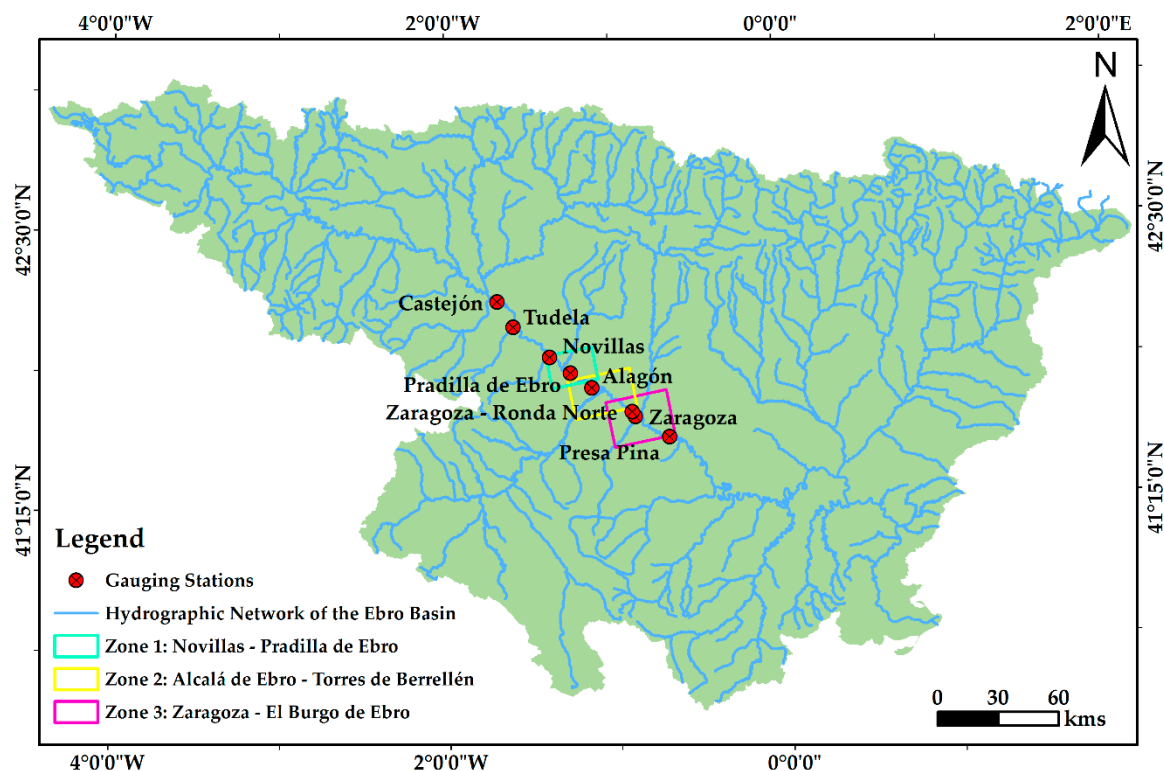 4°0'0"W 2°0'0"W 0°0'0" 2°0'0"E
N
42°30'0"N
42°30'0"N
Castejón
Tudela
Novillas
Pradilla de Ebro
Alagón
Zaragoza - Ronda Norte
Zaragoza
Presa Pina
41°15'0"N
41°15'0"N
Legend
Gauging Stations
Hydrographic Network of the Ebro Basin
Zone 1: Novillas - Pradilla de Ebro
Zone 2: Alcalá de Ebro - Torres de Berrellén
Zone 3: Zaragoza - El Burgo de Ebro
0 30 60
kms
4°0'0"W 2°0'0"W 0°0'0"